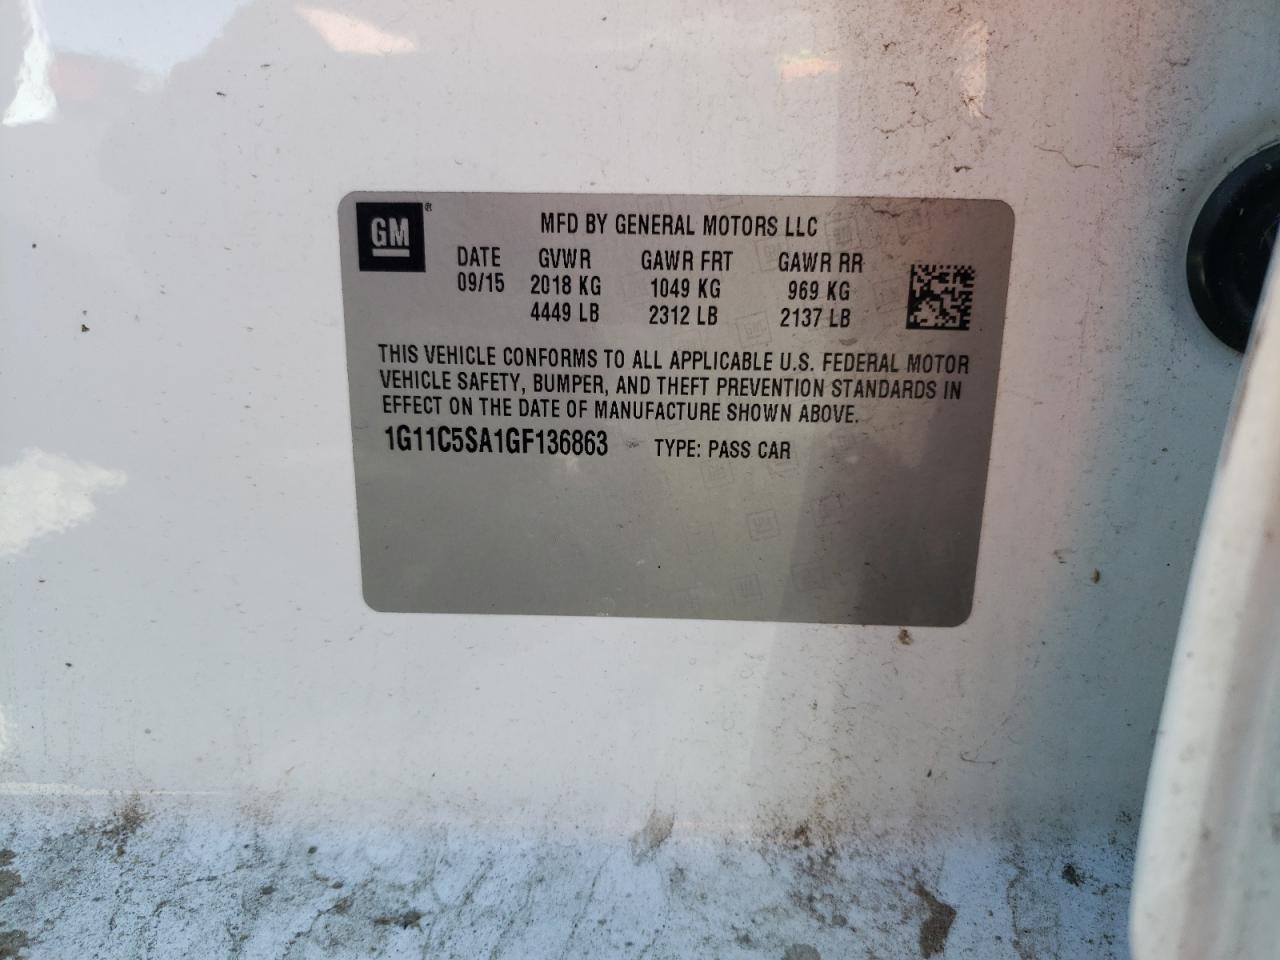 GM®
MFD BY GENERAL MOTORS LLC
DATE GVWR GAWR FRT GAWR RR
09/15 2018 KG 1049 KG 969 KG
4449 LB 2312 LB 2137 LB
THIS VEHICLE CONFORMS TO ALL APPLICABLE U.S. FEDERAL MOTOR
VEHICLE SAFETY, BUMPER, AND THEFT PREVENTION STANDARDS IN
EFFECT ON THE DATE OF MANUFACTURE SHOWN ABOVE.
1G11C5SA1GF136863 TYPE: PASS CAR